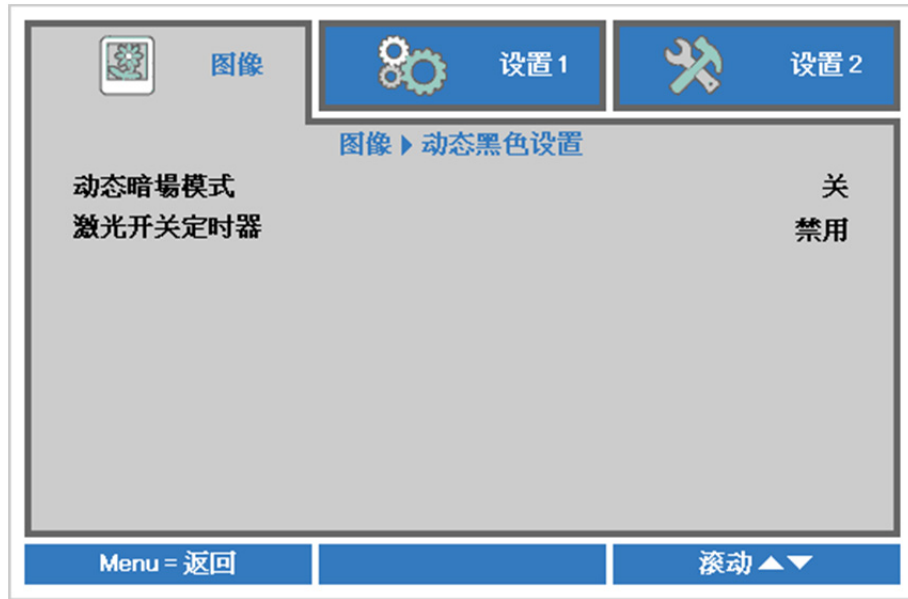 图像
设置 1
设置 2
图像 ▶ 动态黑色设置
动态暗場模式 关
激光开关定时器 禁用
Menu = 返回
滚动 ▲▼